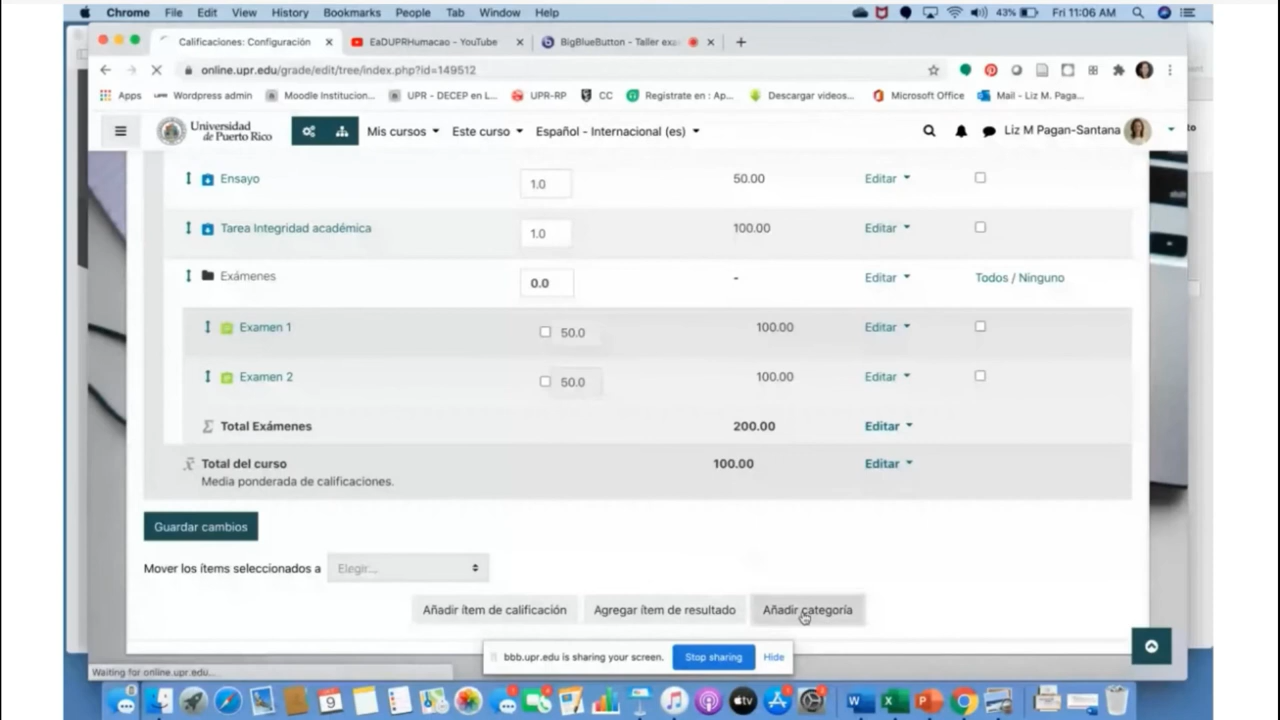 Chrome File Edit View History Bookmarks People Tab Window Help 43% Fri 11:06 AM
Calificaciones: Configuración EaDUPRHumacao - YouTube BigBlueButton - Taller exa
online.upr.edu/grade/edit/tree/index.php?id=149512
Apps Wordpress admin Moodle Institucion... UPR - DECEP en L... UPR-RP CC Registrate en : Ap... Descargar videos... Microsoft Office Mail - Liz M. Paga...
Universidad de Puerto Rico Mis cursos Este curso Español - Internacional (es) Liz M Pagan-Santana
Ensayo 1.0 50.00 Editar
Tarea Integridad académica 1.0 100.00 Editar
Exámenes 0.0 - Editar Todos / Ninguno
Examen 1 50.0 100.00 Editar
Examen 2 50.0 100.00 Editar
Total Exámenes 200.00 Editar
Total del curso 100.00 Editar
Media ponderada de calificaciones.
Guardar cambios
Mover los ítems seleccionados a Elegir...
Añadir ítem de calificación Agregar ítem de resultado Añadir categoría
bbb.upr.edu is sharing your screen. Stop sharing Hide
Waiting for online.upr.edu...
9
tv